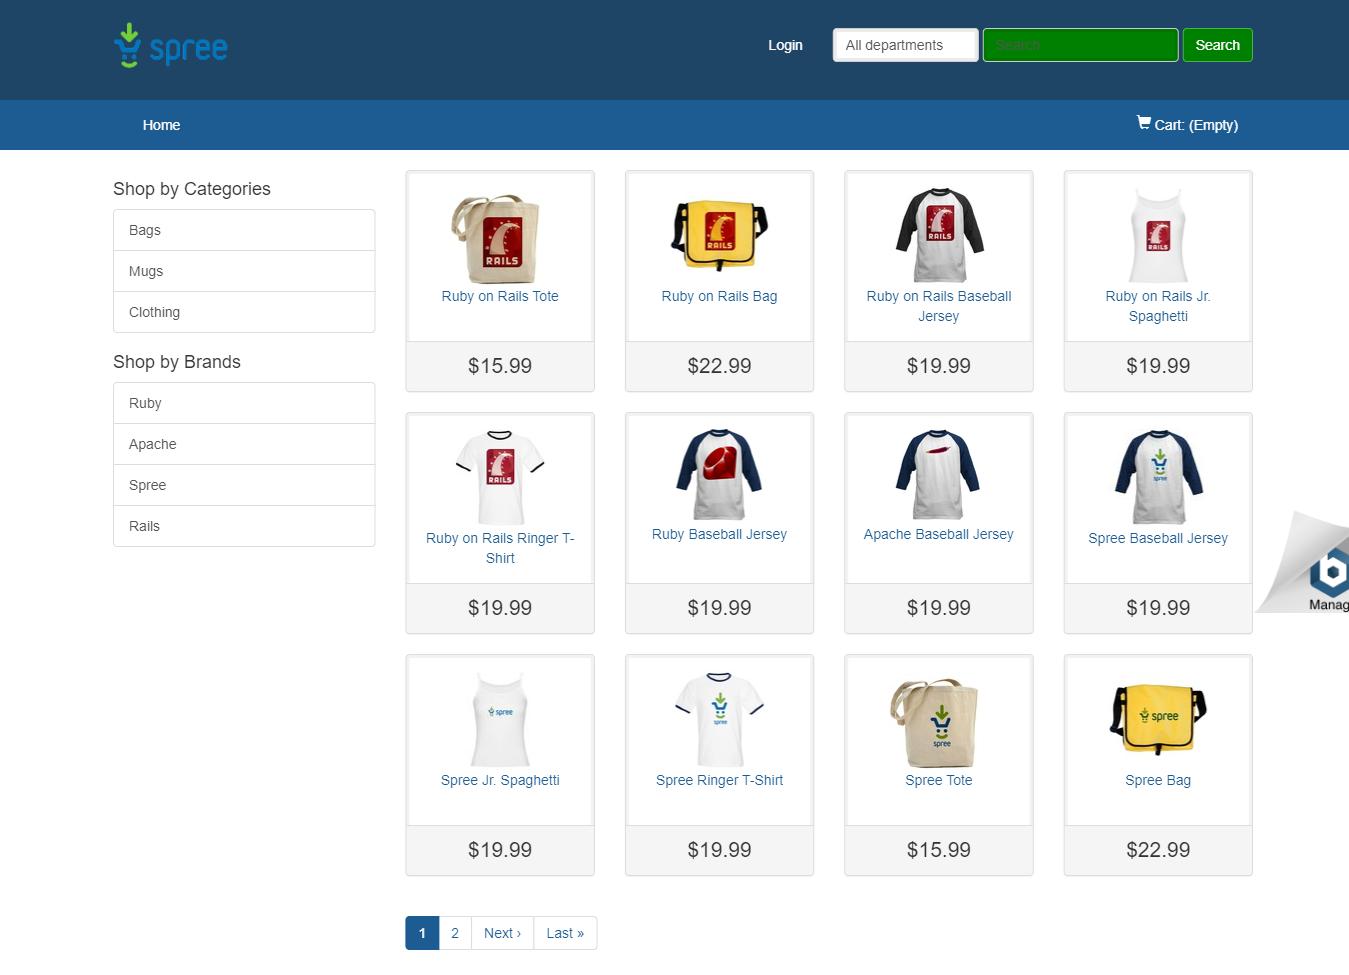 spree
Login
All departments
Search
Search
Home
Cart: (Empty)
Shop by Categories
Bags
Mugs
Clothing
Shop by Brands
Ruby
Apache
Spree
Rails
RAILS
Ruby on Rails Tote
$15.99
RAILS
Ruby on Rails Bag
$22.99
RAILS
Ruby on Rails Baseball
Jersey
$19.99
Ruby on Rails Jr.
Spaghetti
$19.99
RAILS
Ruby on Rails Ringer T-
Shirt
$19.99
Ruby Baseball Jersey
$19.99
Apache Baseball Jersey
$19.99
spree
Spree Baseball Jersey
$19.99
spree
Spree Jr. Spaghetti
$19.99
spree
Spree Ringer T-Shirt
$19.99
spree
Spree Tote
$15.99
spree
Spree Bag
$22.99
b
Manag
1
2
Next ›
Last »